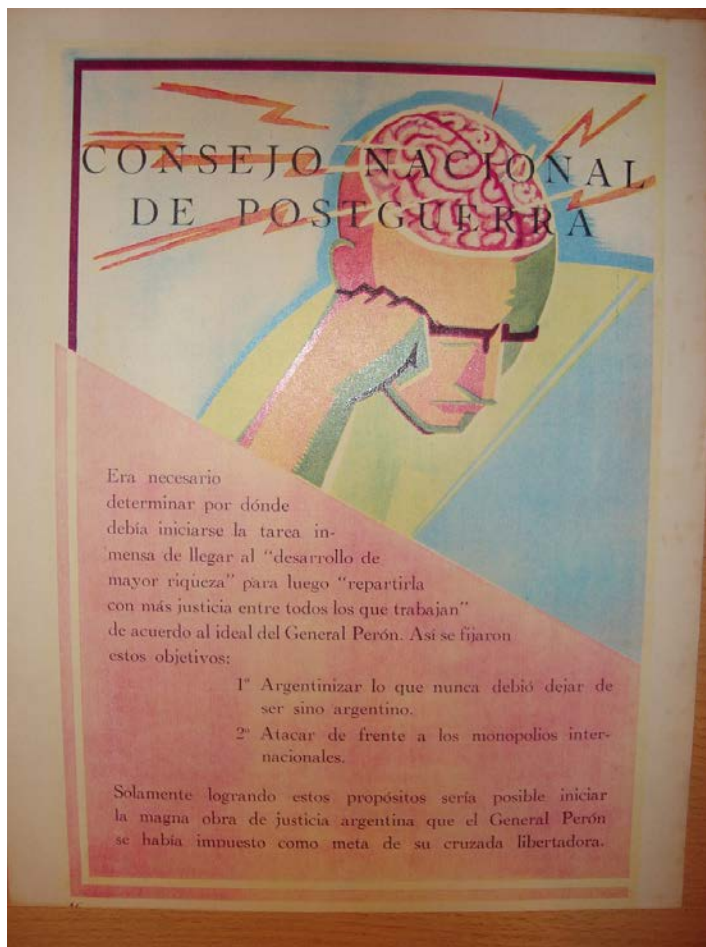 CONSEJO NACIONAL
DE POSTGUERRA
Era necesario
determinar por dónde
debía iniciarse la tarea in-
mensa de llegar al “desarrollo de
mayor riqueza” para luego “repartirla
con más justicia entre todos los que trabajan”
de acuerdo al ideal del General Perón. Así se fijaron
estos objetivos:
1º Argentinizar lo que nunca debió dejar de
ser sino argentino.
2º Atacar de frente a los monopolios inter-
nacionales.
Solamente logrando estos propósitos sería posible iniciar
la magna obra de justicia argentina que el General Perón
se había impuesto como meta de su cruzada libertadora.